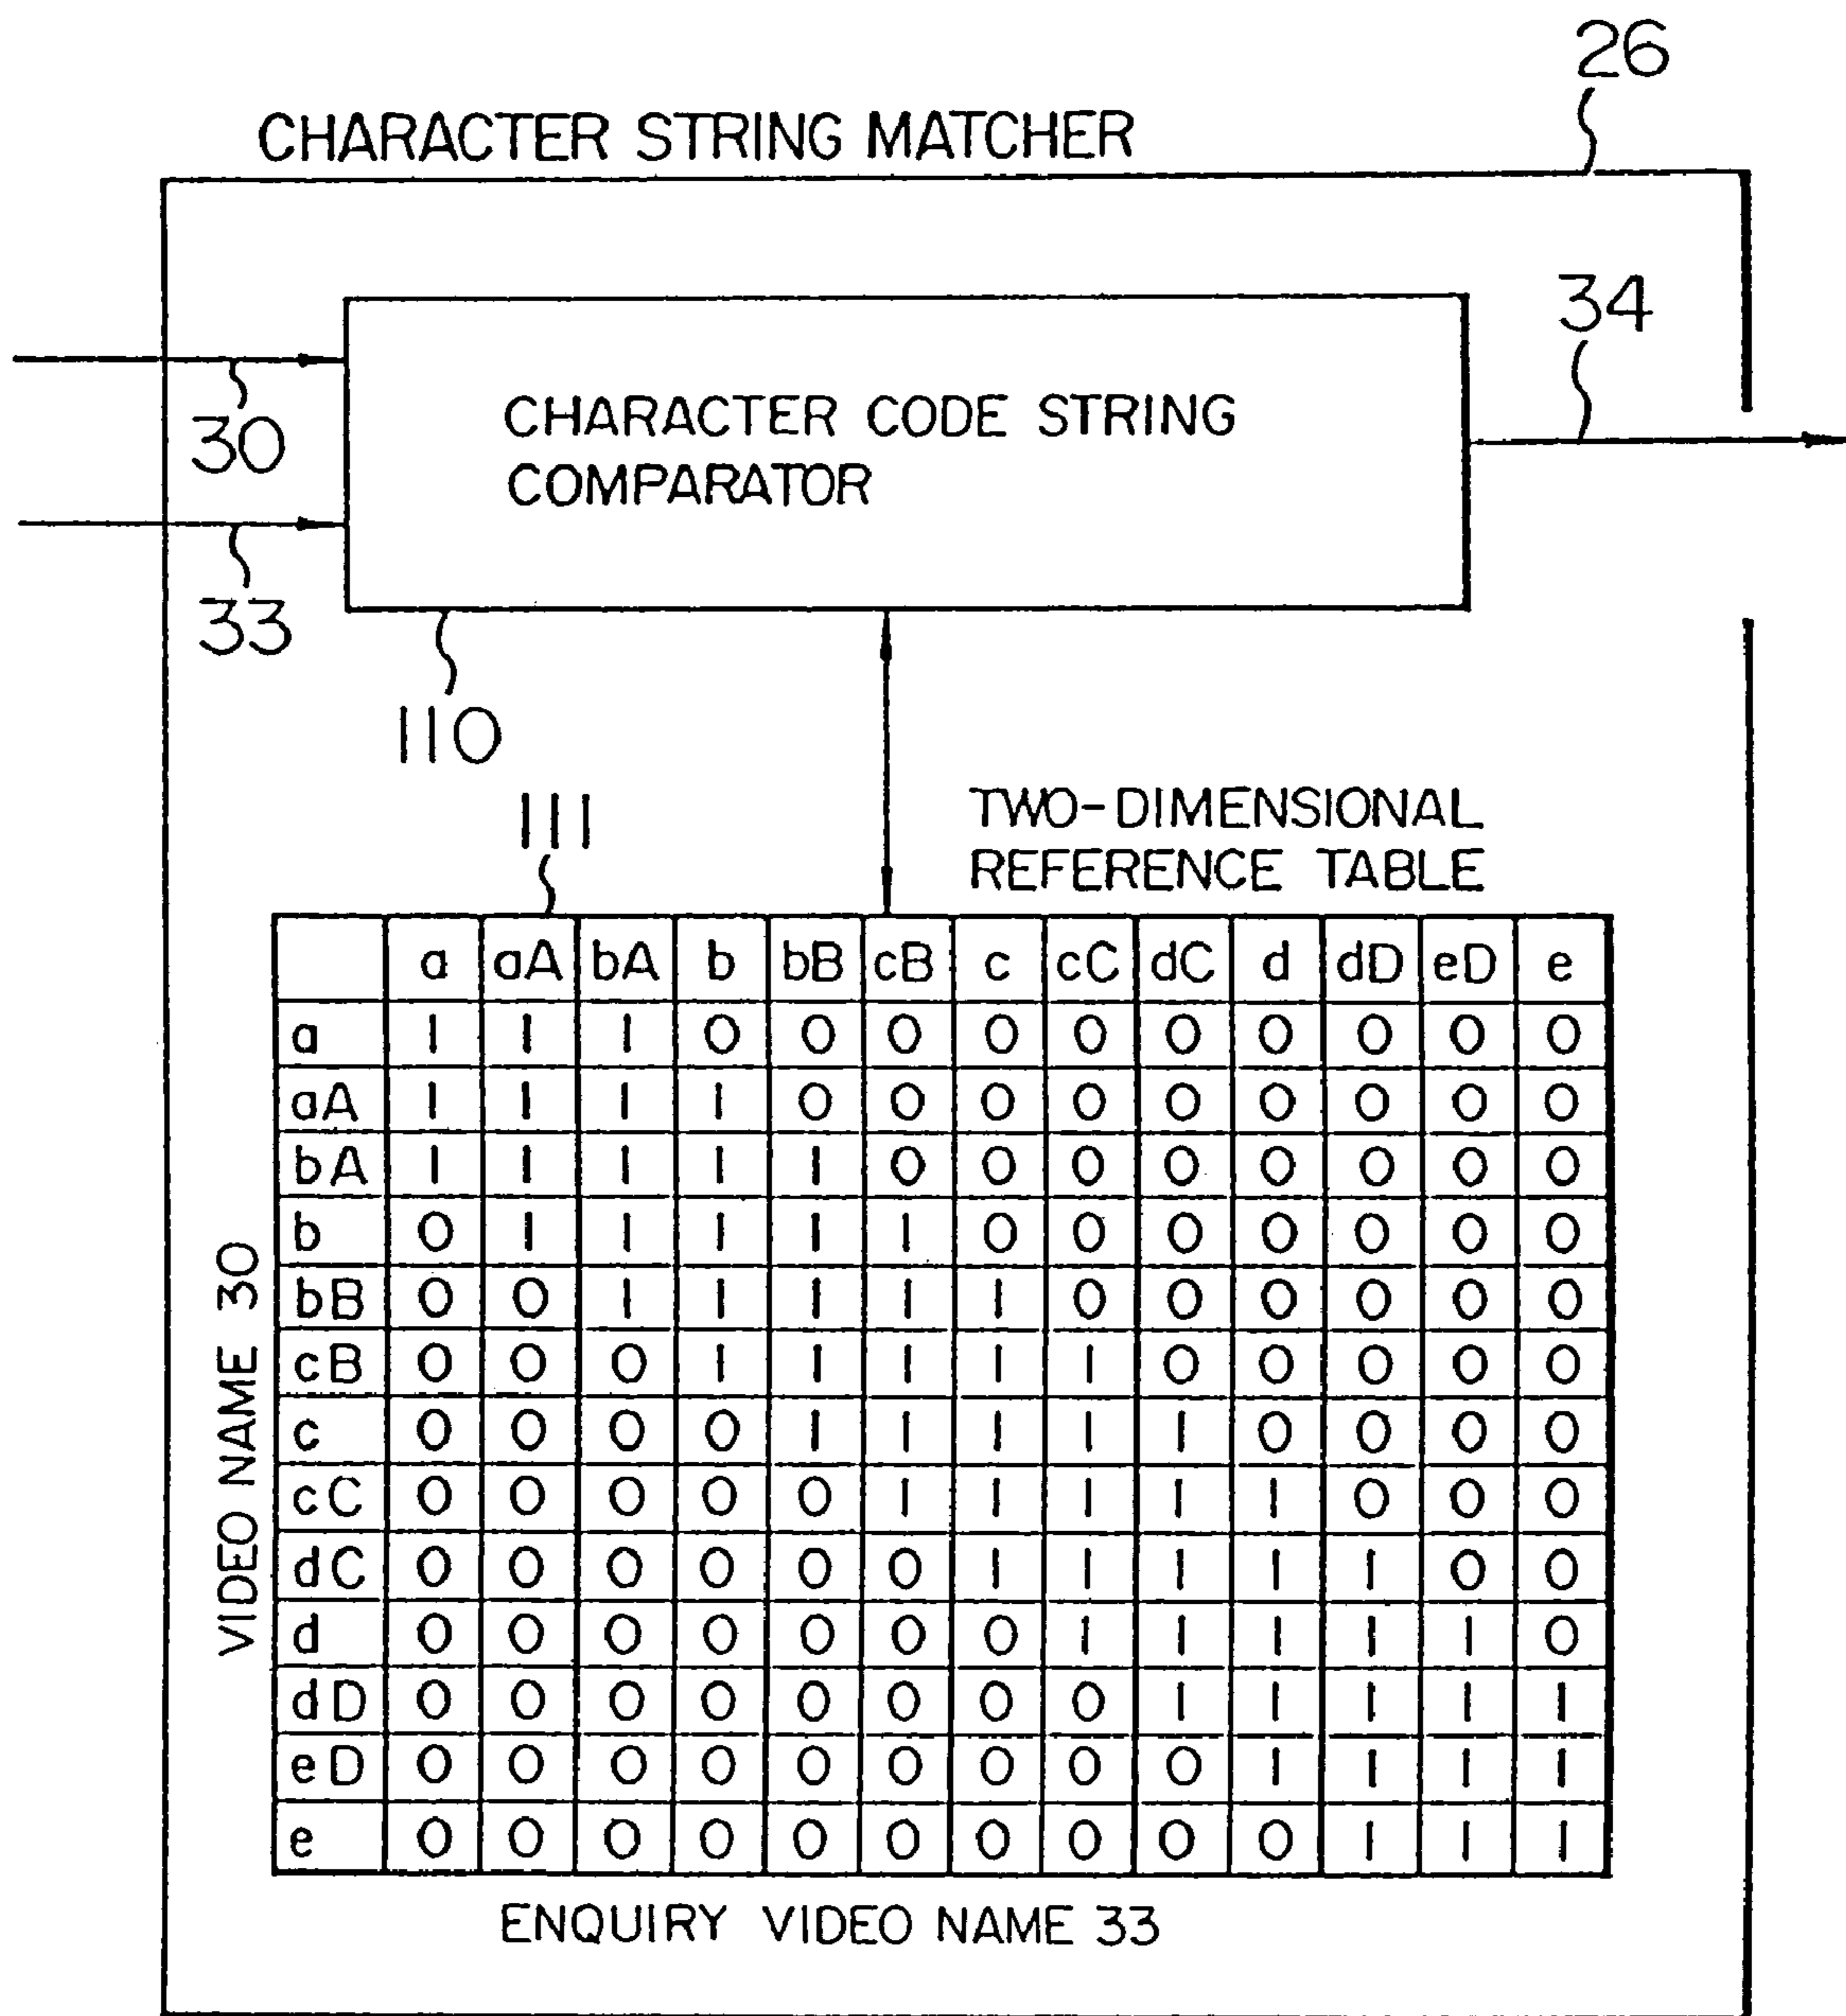 26
CHARACTER STRING MATCHER
34
30
CHARACTER CODE STRING
COMPARATOR
33
110
111
TWO-DIMENSIONAL
REFERENCE TABLE
a aA bA b bB cB c cC dC d dD eD e
a 1 1 1 0 0 0 0 0 0 0 0 0 0
aA 1 1 1 1 0 0 0 0 0 0 0 0 0
bA 1 1 1 1 1 0 0 0 0 0 0 0 0
b 0 1 1 1 1 1 0 0 0 0 0 0 0
bB 0 0 1 1 1 1 1 0 0 0 0 0 0
cB 0 0 0 1 1 1 1 1 0 0 0 0 0
c 0 0 0 0 1 1 1 1 1 0 0 0 0
cC 0 0 0 0 0 1 1 1 1 1 0 0 0
dC 0 0 0 0 0 0 1 1 1 1 1 0 0
d 0 0 0 0 0 0 0 1 1 1 1 1 0
dD 0 0 0 0 0 0 0 0 1 1 1 1 1
eD 0 0 0 0 0 0 0 0 0 1 1 1 1
e 0 0 0 0 0 0 0 0 0 0 1 1 1
VIDEO NAME 30
ENQUIRY VIDEO NAME 33